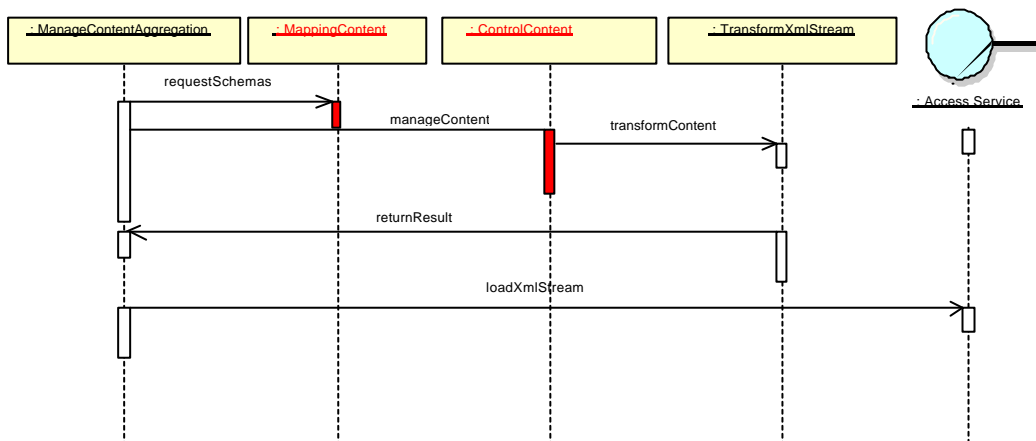 : ManageContentAggregation
: MappingContent
: ControlContent
: TransformXmlStream
: Access Service
requestSchemas
manageContent
transformContent
returnResult
loadXmlStream